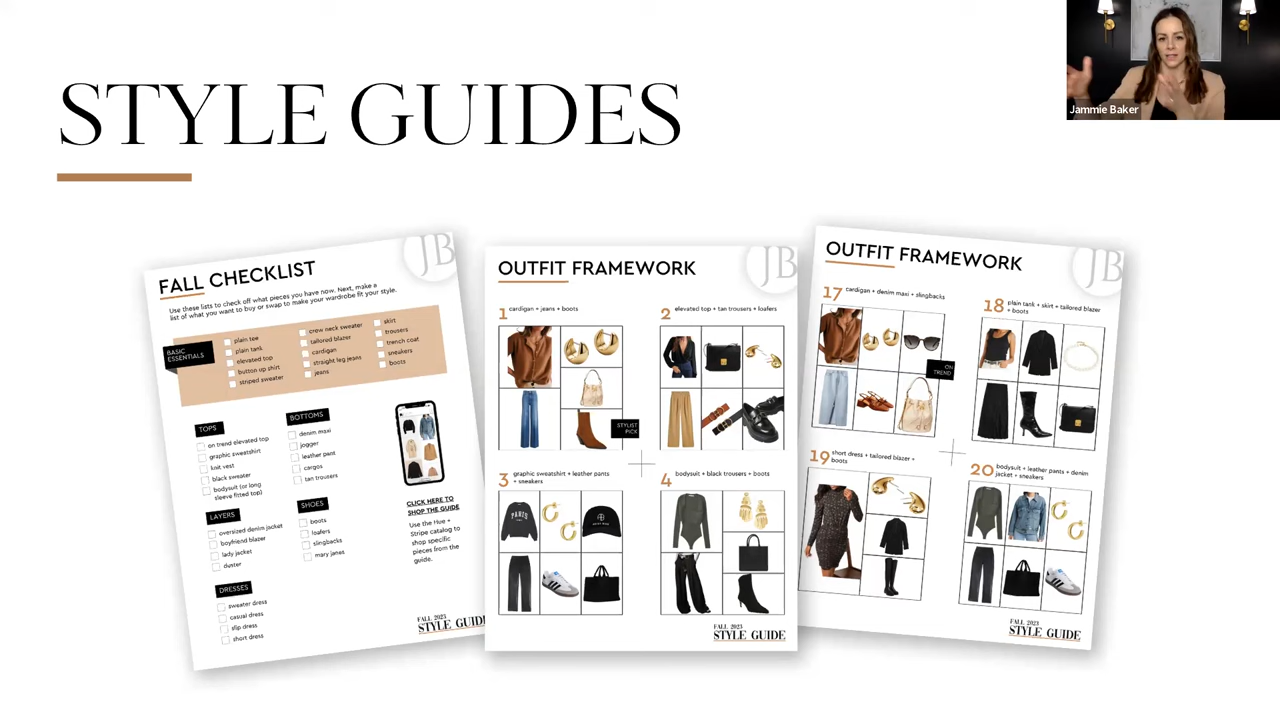 STYLE GUIDES
Jammie Baker
JB
FALL CHECKLIST
Use these lists to check off what pieces you have now. Next, make a
list of what you want to buy or swap to make your wardrobe fit your style.
BASIC
ESSENTIALS
plain tee
plain tank
elevated top
button up shirt
striped sweater
crew neck sweater
tailored blazer
cardigan
straight leg jeans
jeans
skirt
trousers
trench coat
sneakers
boots
TOPS
on trend elevated top
graphic sweatshirt
knit vest
black sweater
bodysuit (or long
sleeve fitted top)
LAYERS
oversized denim jacket
boyfriend blazer
lady jacket
duster
DRESSES
sweater dress
casual dress
slip dress
short dress
BOTTOMS
denim maxi
jogger
leather pant
cargos
tan trousers
SHOES
boots
loafers
slingbacks
mary janes
CLICK HERE TO
SHOP THE GUIDE
Use the Hue +
Stripe catalog to
shop specific
pieces from the
guide.
FALL 2023
STYLE GUIDE
JB
OUTFIT FRAMEWORK
1 cardigan + jeans + boots
STYLIST
PICK
2 elevated top + tan trousers + loafers
3 graphic sweatshirt + leather pants
+ sneakers
PARIS
4 bodysuit + black trousers + boots
FALL 2023
STYLE GUIDE
JB
OUTFIT FRAMEWORK
17 cardigan + denim maxi + slingbacks
ON
TREND
18 plain tank + skirt + tailored blazer
+ boots
19 short dress + tailored blazer +
boots
20 bodysuit + leather pants + denim
jacket + sneakers
FALL 2023
STYLE GUIDE